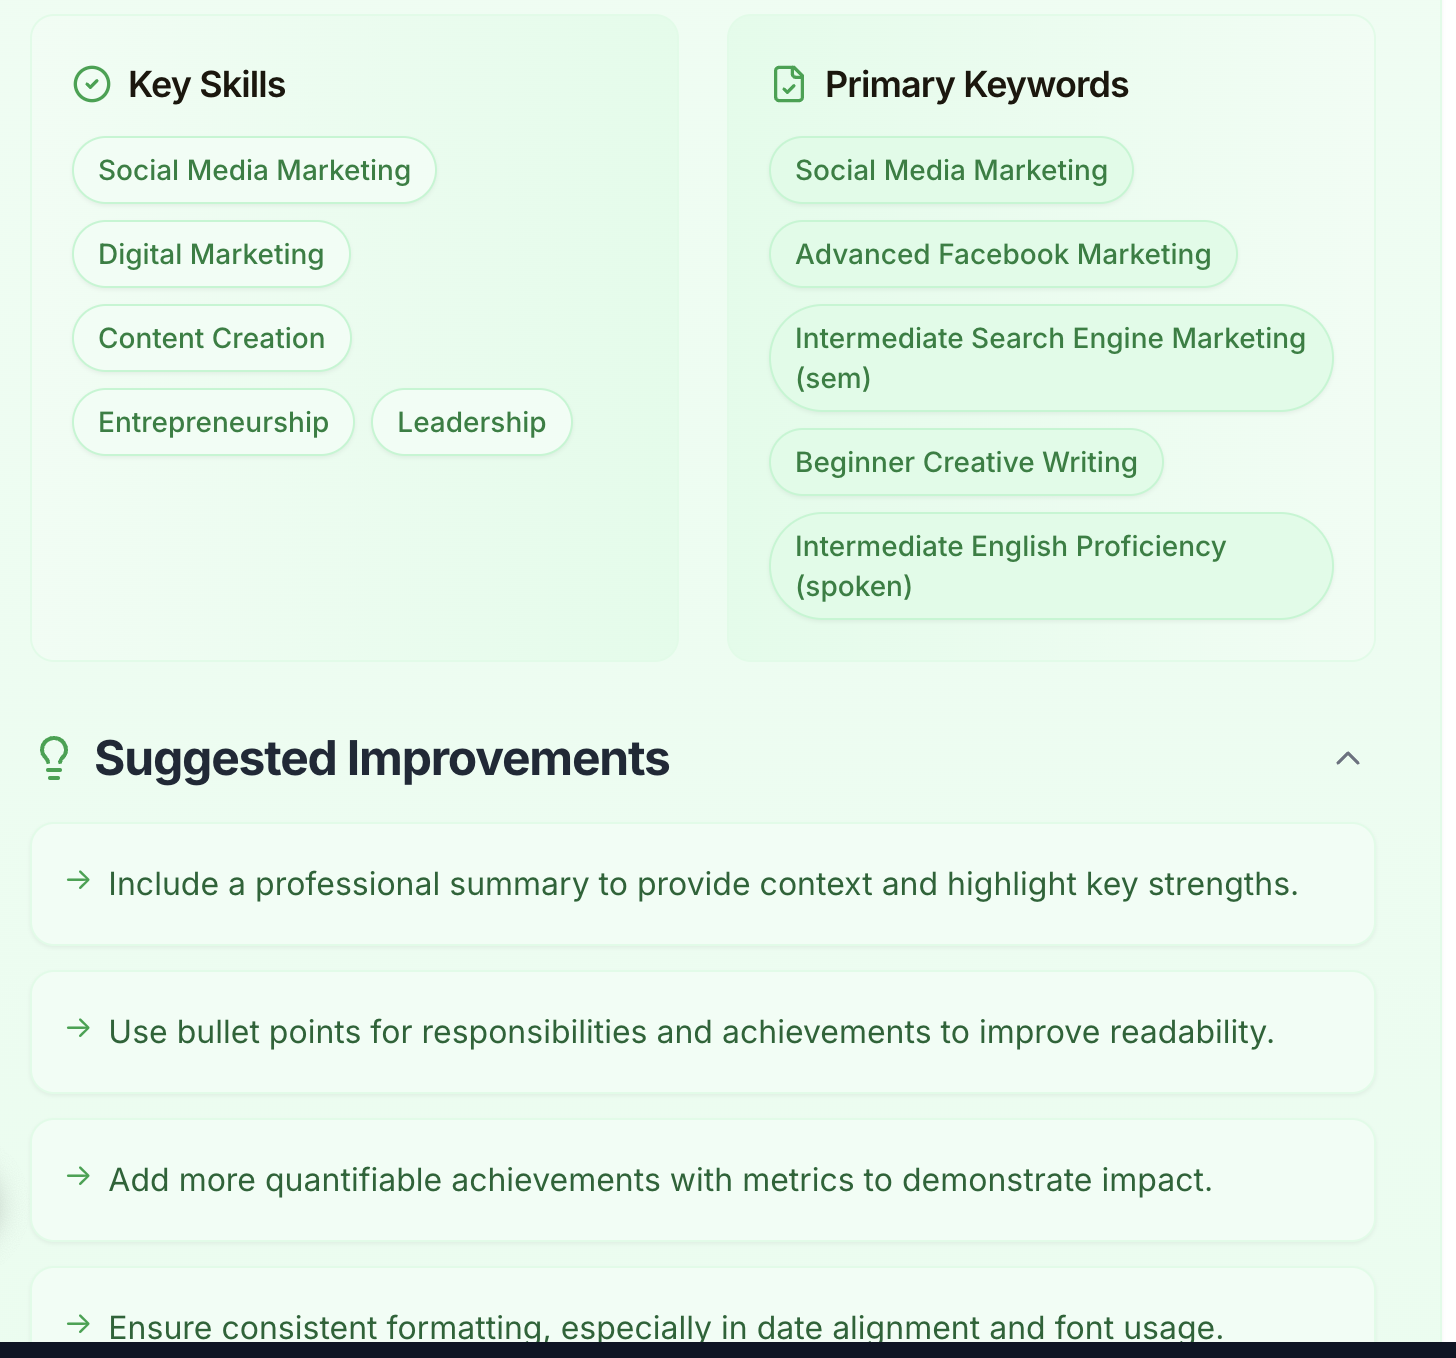 Key Skills
Social Media Marketing
Digital Marketing
Content Creation
Entrepreneurship
Leadership
Primary Keywords
Social Media Marketing
Advanced Facebook Marketing
Intermediate Search Engine Marketing
(sem)
Beginner Creative Writing
Intermediate English Proficiency
(spoken)
Suggested Improvements
Include a professional summary to provide context and highlight key strengths.
Use bullet points for responsibilities and achievements to improve readability.
Add more quantifiable achievements with metrics to demonstrate impact.
Ensure consistent formatting, especially in date alignment and font usage.